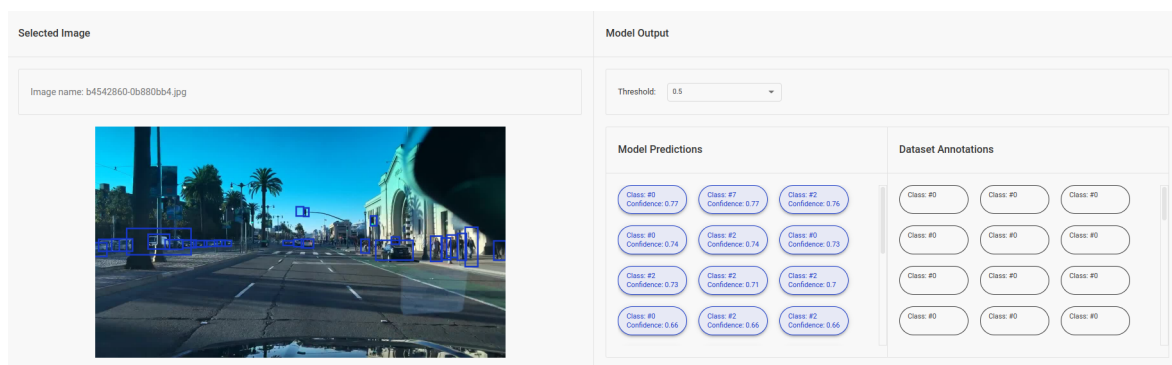 Selected Image
Model Output
Image name: b4542860-0b880bb4.jpg
Threshold:
0.5
Model Predictions
Dataset Annotations
Class: #0
Confidence: 0.77
Class: #7
Confidence: 0.77
Class: #2
Confidence: 0.76
Class: #0
Class: #0
Class: #0
Class: #0
Confidence: 0.74
Class: #2
Confidence: 0.74
Class: #0
Confidence: 0.73
Class: #0
Class: #0
Class: #0
Class: #2
Confidence: 0.73
Class: #2
Confidence: 0.71
Class: #2
Confidence: 0.7
Class: #0
Class: #0
Class: #0
Class: #0
Confidence: 0.66
Class: #2
Confidence: 0.66
Class: #2
Confidence: 0.66
Class: #0
Class: #0
Class: #0